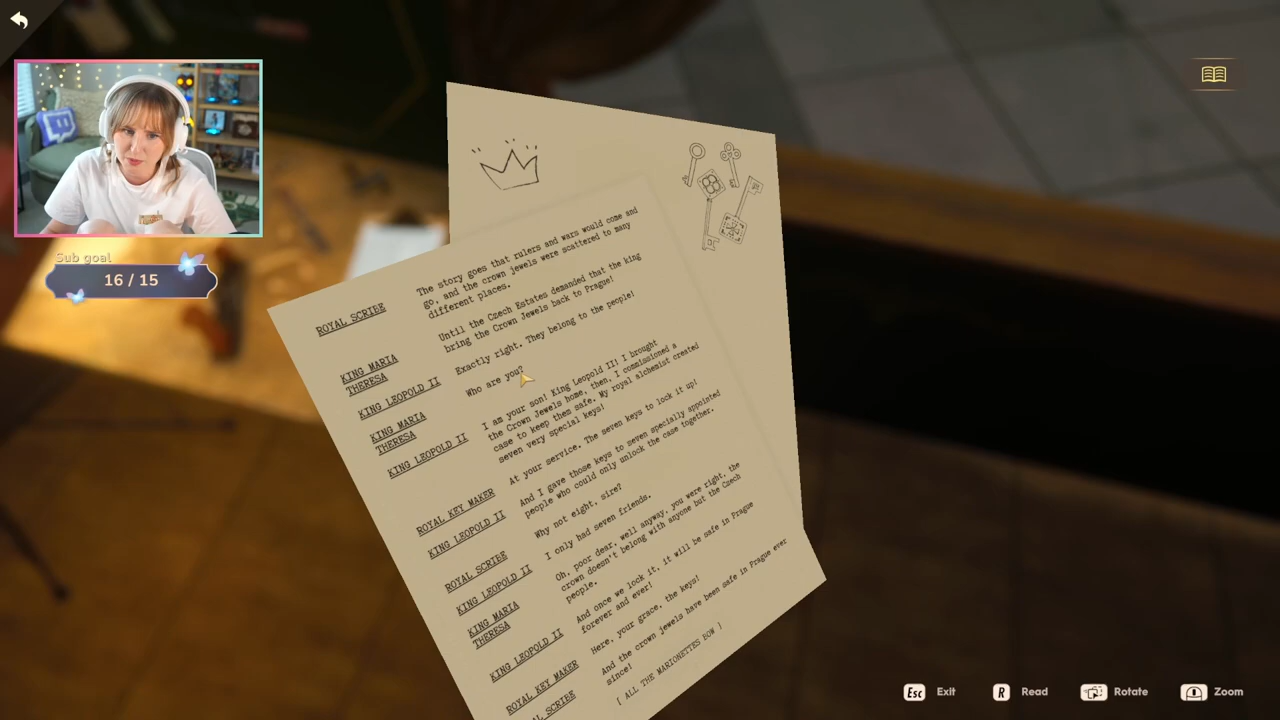 Sub goal
16 / 15
ROYAL SCRIBE
The story goes that rulers and wars would come and
go, and the crown jewels were scattered to many
different places.
KING MARIA
THERESA
Until the Czech Estates demanded that the king
bring the Crown Jewels back to Prague!
KING LEOPOLD II
Exactly right. They belong to the people!
KING MARIA
THERESA
Who are you?
KING LEOPOLD II
I am your son! King Leopold II! I brought
the Crown Jewels home, then, I commissioned a
case to keep them safe. My royal alchemist created
seven very special keys!
ROYAL KEY MAKER
At your service. The seven keys to lock it up!
KING LEOPOLD II
And I gave those keys to seven specially appointed
people who could only unlock the case together.
ROYAL SCRIBE
Why not eight, sire?
KING LEOPOLD II
I only had seven friends.
KING MARIA
THERESA
Oh, poor dear, well anyway, you were right, the
crown doesn't belong with anyone but the Czech
people.
KING LEOPOLD II
And once we lock it, it will be safe in Prague
forever and ever!
ROYAL KEY MAKER
Here, your grace, the keys!
AL SCRIBE
And the crown jewels have been safe in Prague ever
since!
[ ALL THE MARIONETTES BOW ]
Esc Exit
R Read
Rotate
Zoom